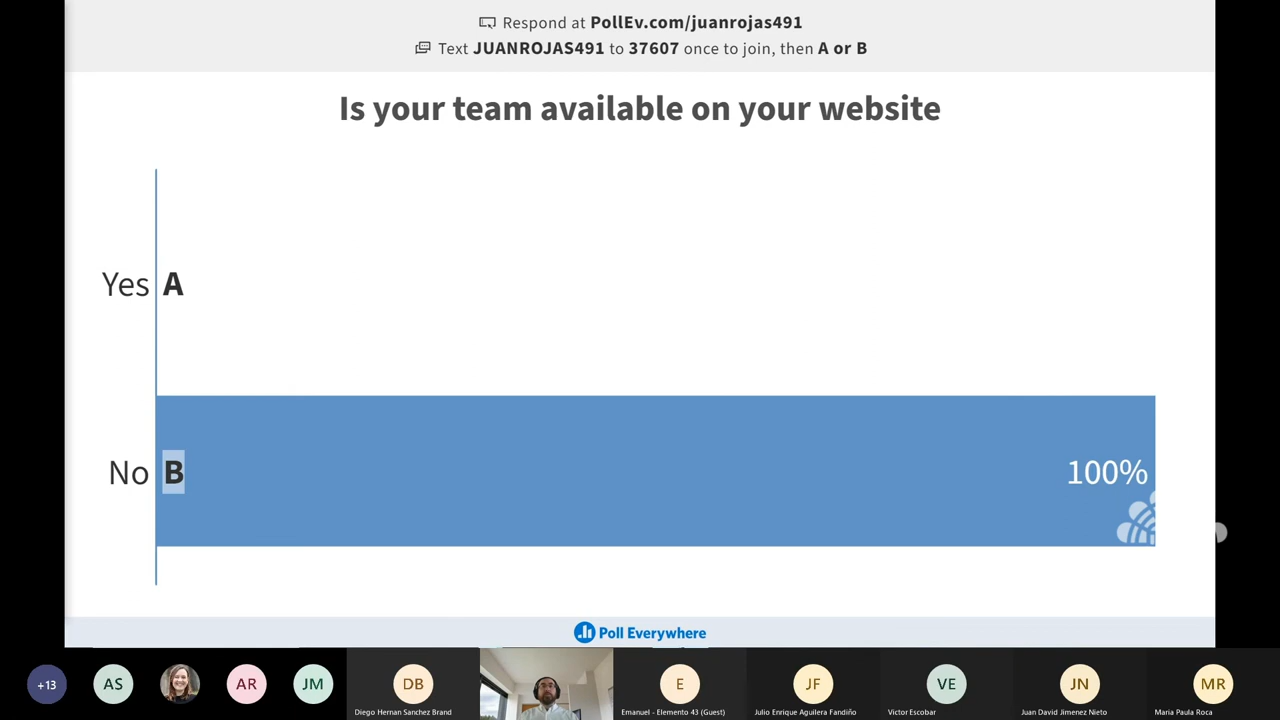 Respond at PollEv.com/juanrojas491
Text JUANROJAS491 to 37607 once to join, then A or B
Is your team available on your website
Yes A
No B 100%
Poll Everywhere
+13 AS AR JM DB E JF VE JN MR
Diego Hernan Sanchez Brand Emanuel - Elemento 43 (Guest) Julio Enrique Aguilera Fandiño Victor Escobar Juan David Jimenez Nieto Maria Paula Roca